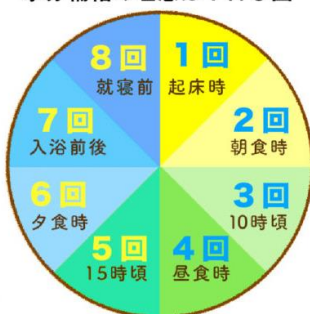 1回
起床時
2回
朝食時
3回
10時頃
4回
昼食時
5回
15時頃
6回
夕食時
7回
入浴前後
8回
就寝前